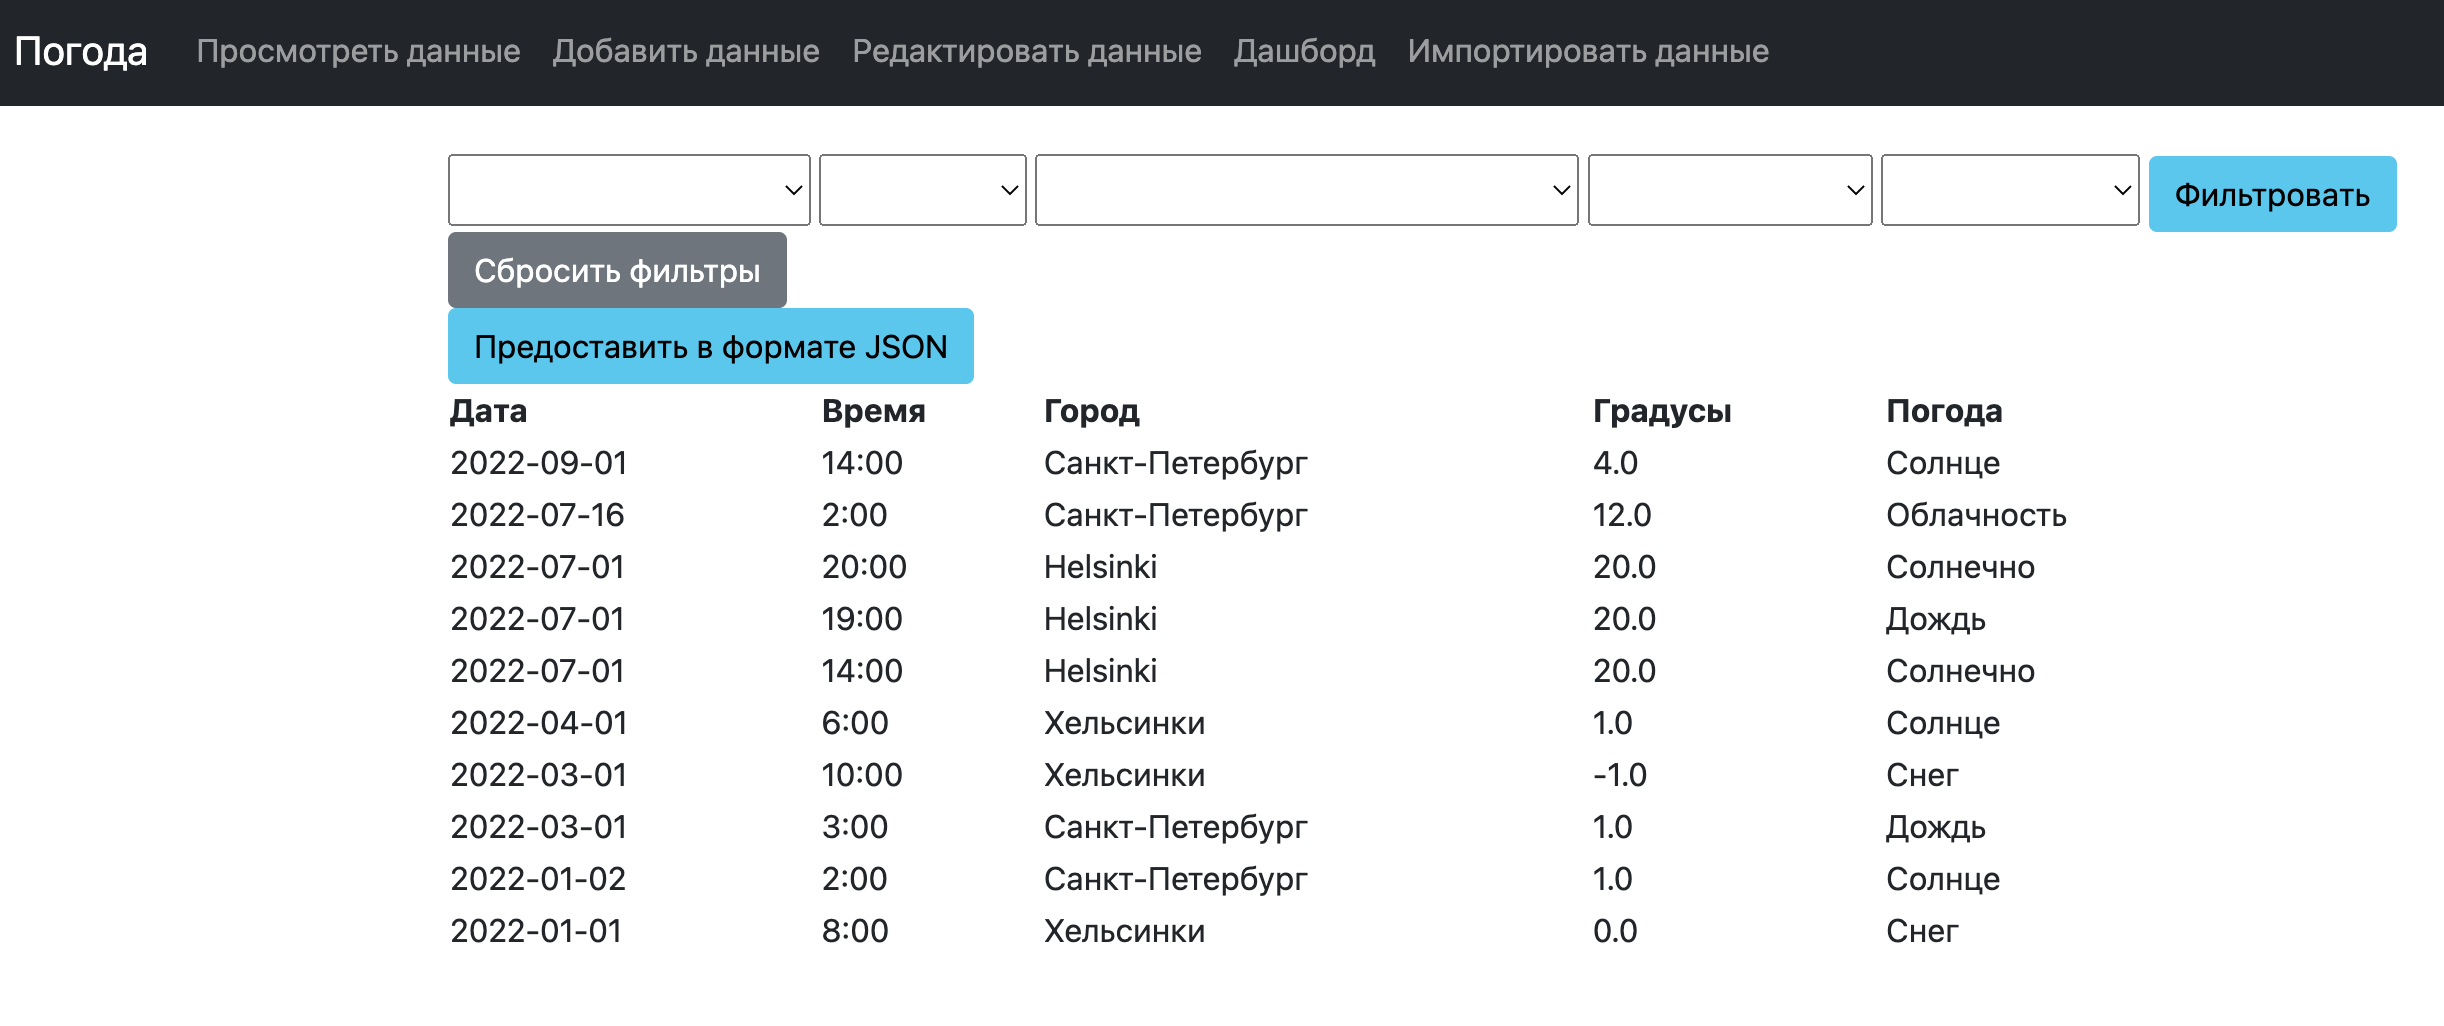 Погода Просмотреть данные Добавить данные Редактировать данные Дашборд Импортировать данные
Фильтровать
Сбросить фильтры
Предоставить в формате JSON
Дата Время Город Градусы Погода
2022-09-01 14:00 Санкт-Петербург 4.0 Солнце
2022-07-16 2:00 Санкт-Петербург 12.0 Облачность
2022-07-01 20:00 Helsinki 20.0 Солнечно
2022-07-01 19:00 Helsinki 20.0 Дождь
2022-07-01 14:00 Helsinki 20.0 Солнечно
2022-04-01 6:00 Хельсинки 1.0 Солнце
2022-03-01 10:00 Хельсинки -1.0 Снег
2022-03-01 3:00 Санкт-Петербург 1.0 Дождь
2022-01-02 2:00 Санкт-Петербург 1.0 Солнце
2022-01-01 8:00 Хельсинки 0.0 Снег